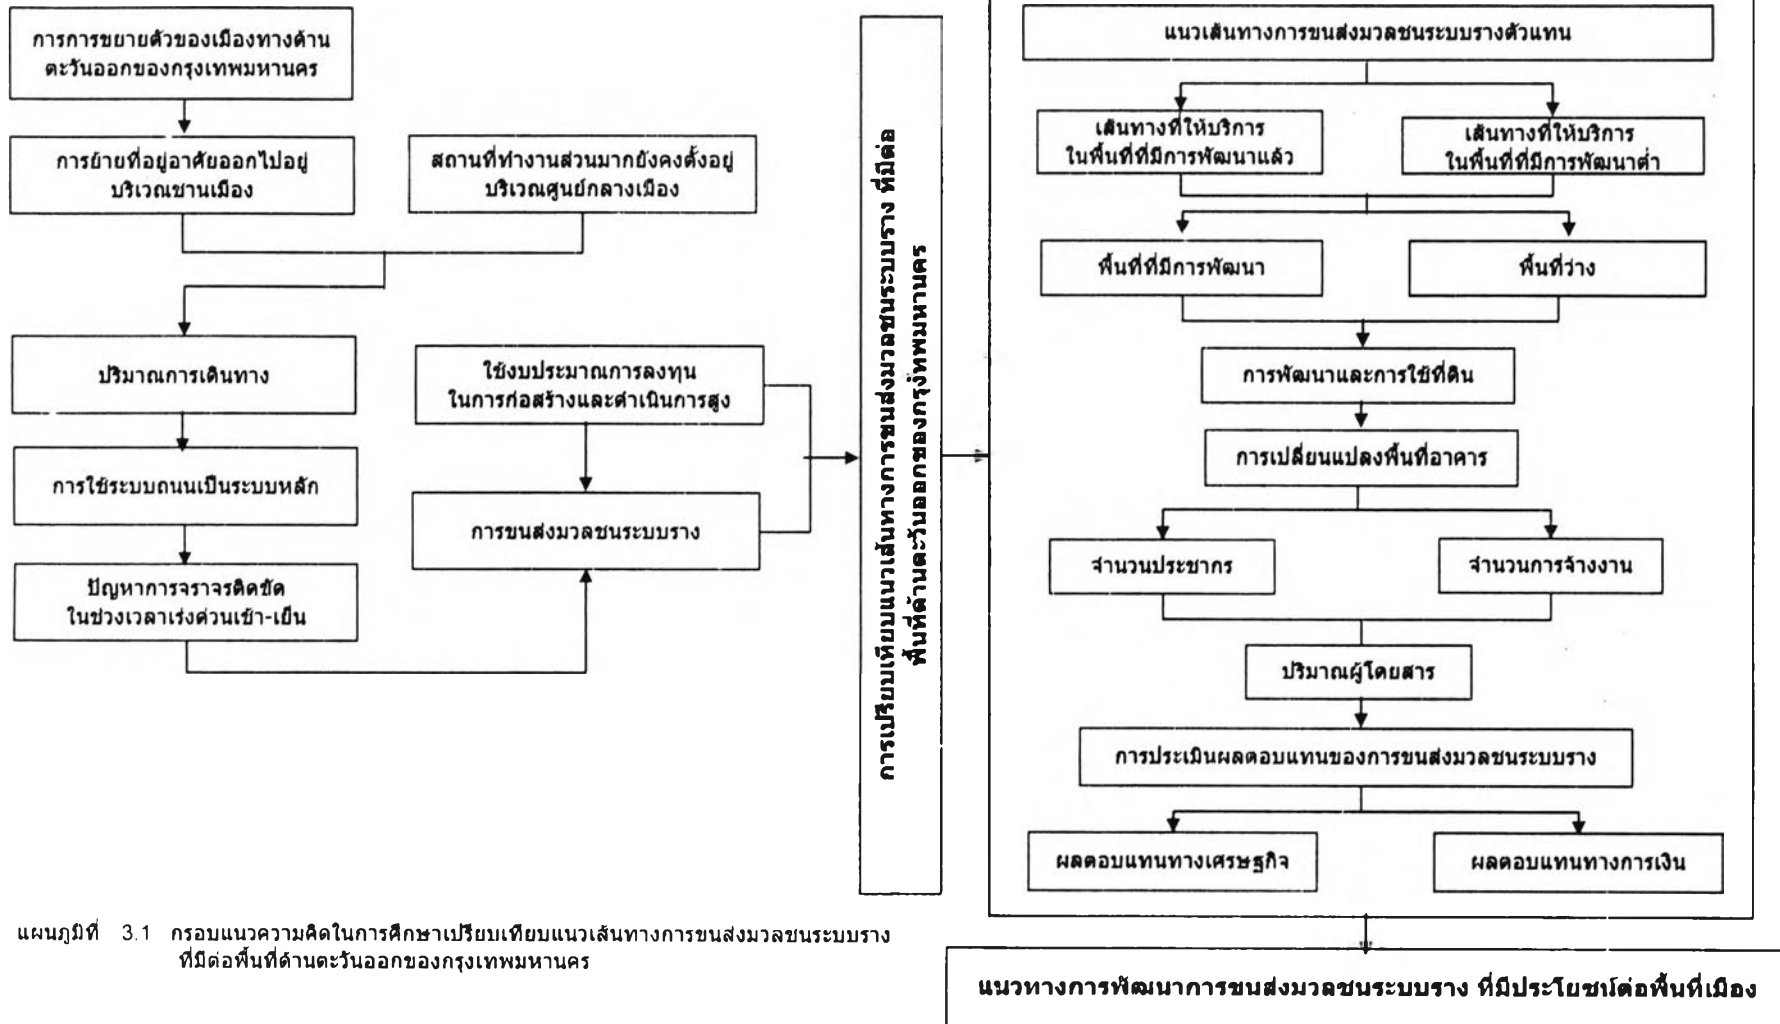 การการขยายตัวของเมืองทางด้าน
ตะวันออกของกรุงเทพมหานคร
การย้ายที่อยู่อาศัยออกไปอยู่
บริเวณชานเมือง
สถานที่ทำงานส่วนมากยังคงตั้งอยู่
บริเวณศูนย์กลางเมือง
ปริมาณการเดินทาง
การใช้ระบบถนนเป็นระบบหลัก
ปัญหาการจราจรติดขัด
ในช่วงเวลาเร่งด่วนเช้า-เย็น
ใช้งบประมาณการลงทุน
ในการก่อสร้างและดำเนินการสูง
การขนส่งมวลชนระบบราง
การเปรียบเทียบแนวเส้นทางการขนส่งมวลชนระบบราง ที่มีต่อ
พื้นที่ด้านตะวันออกของกรุงเทพมหานคร
แนวเส้นทางการขนส่งมวลชนระบบรางตัวแทน
เส้นทางที่ให้บริการ
ในพื้นที่ที่มีการพัฒนาแล้ว
เส้นทางที่ให้บริการ
ในพื้นที่ที่มีการพัฒนาต่ำ
พื้นที่ที่มีการพัฒนา
พื้นที่ว่าง
การพัฒนาและการใช้ที่ดิน
การเปลี่ยนแปลงพื้นที่อาคาร
จำนวนประชากร
จำนวนการจ้างงาน
ปริมาณผู้โดยสาร
การประเมินผลตอบแทนของการขนส่งมวลชนระบบราง
ผลตอบแทนทางเศรษฐกิจ
ผลตอบแทนทางการเงิน
แนวทางการพัฒนาการขนส่งมวลชนระบบราง ที่มีประโยชน์ต่อพื้นที่เมือง
แผนภูมิที่ 3.1 กรอบแนวความคิดในการศึกษาเปรียบเทียบแนวเส้นทางการขนส่งมวลชนระบบราง
ที่มีต่อพื้นที่ด้านตะวันออกของกรุงเทพมหานคร